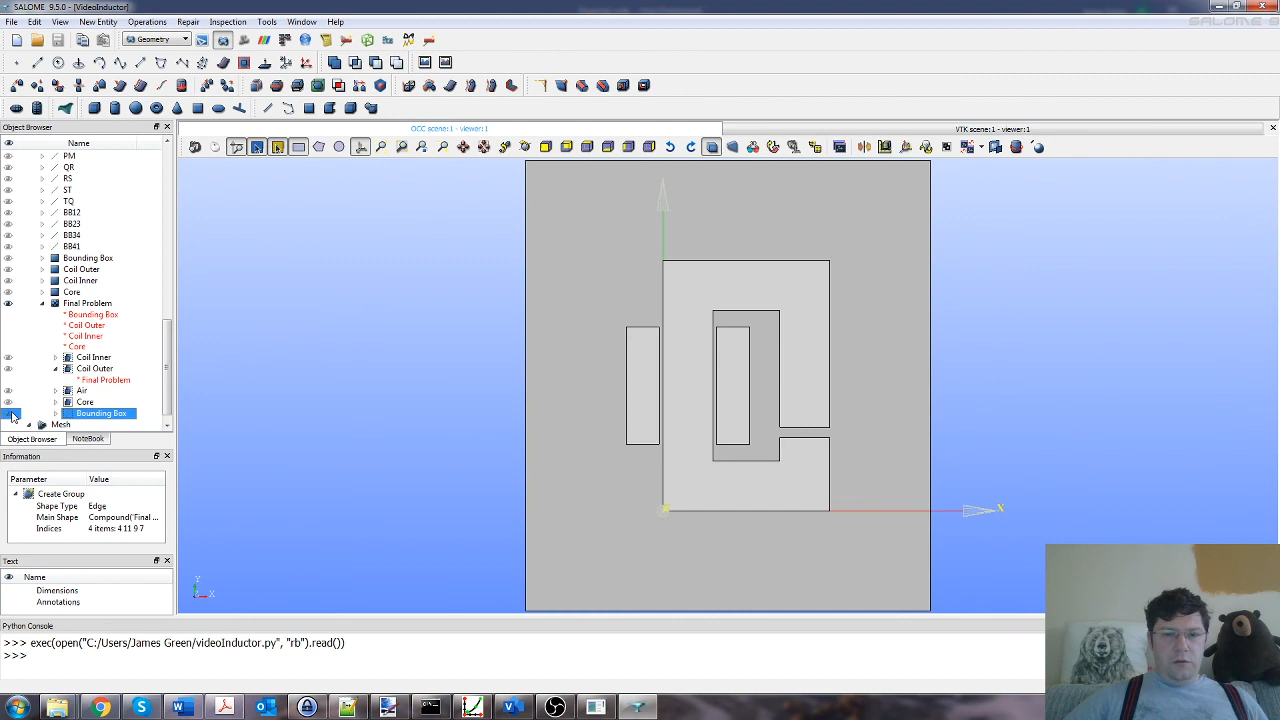 SALOME 9.5.0 - [VideoInductor]
File Edit View New Entity Operations Repair Inspection Tools Window Help
SALOME 9
Geometry
Object Browser
OCC scene:1 - viewer:1
VTK scene:1 - viewer:1
Name
PM
QR
RS
ST
TQ
BB12
BB23
BB34
BB41
Bounding Box
Coil Outer
Coil Inner
Core
Final Problem
* Bounding Box
* Coil Outer
* Coil Inner
* Core
Coil Inner
Coil Outer
* Final Problem
Air
Core
Bounding Box
Mesh
Object Browser NoteBook
Information
Parameter Value
Create Group
Shape Type Edge
Main Shape Compound('Final ...
Indices 4 items: 4 11 9 7
Text
Name
Dimensions
Annotations
X
Y
X
Python Console
>>> exec(open("C:/Users/James Green/videoInductor.py", "rb").read())
>>>